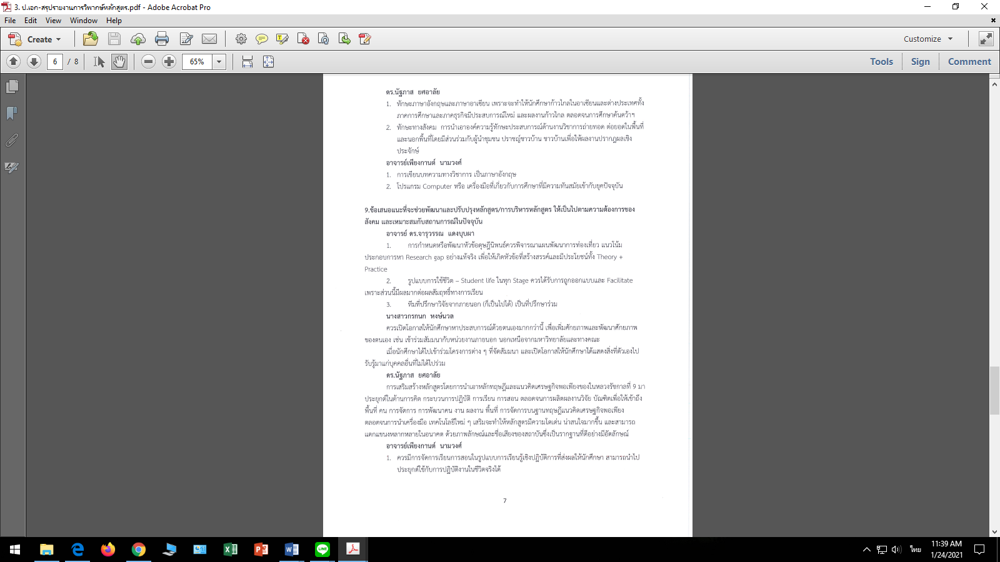 3. ป.เอก-สรุปรายงานการวิพากษ์หลักสูตร.pdf - Adobe Acrobat Pro
File Edit View Window Help
Create
Customize
6 / 8
65%
Tools Sign Comment
ดร.นัฐภาส ยศอาลัย
1. ทักษะภาษาอังกฤษและภาษาอาเซียน เพราะจะทำให้นักศึกษาก้าวไกลในอาเซียนและต่างประเทศทั้ง
ภาคการศึกษาและภาคธุรกิจมีประสบการณ์ใหม่ และผลงานก้าวไกล ตลอดจนการศึกษาค้นคว้าฯ
2. ทักษะทางสังคม การนำเอาองค์ความรู้ทักษะประสบการณ์ด้านงานวิชาการถ่ายทอด ต่อยอดในพื้นที่
และนอกพื้นที่โดยมีส่วนร่วมกับผู้นำชุมชน ปราชญ์ชาวบ้าน ชาวบ้านเพื่อให้ผลงานปรากฏผลเชิง
ประจักษ์
อาจารย์เพียงกานต์ นามวงศ์
1. การเขียนบทความทางวิชาการ เป็นภาษาอังกฤษ
2. โปรแกรม Computer หรือ เครื่องมือที่เกี่ยวกับการศึกษาที่มีความทันสมัยเข้ากับยุคปัจจุบัน
9.ข้อเสนอแนะที่จะช่วยพัฒนาและปรับปรุงหลักสูตร/การบริหารหลักสูตร ให้เป็นไปตามความต้องการของ
สังคม และเหมาะสมกับสถานการณ์ในปัจจุบัน
อาจารย์ ดร.จารุวรรณ แดงบุบผา
1. การกำหนดหรือพัฒนาหัวข้อดุษฎีนิพนธ์ควรพิจารณาแผนพัฒนาการท่องเที่ยว แนวโน้ม
ประกอบการหา Research gap อย่างแท้จริง เพื่อให้เกิดหัวข้อที่สร้างสรรค์และมีประโยชน์ทั้ง Theory +
Practice
2. รูปแบบการใช้ชีวิต – Student life ในทุก Stage ควรได้รับการถูกออกแบบและ Facilitate
เพราะส่วนนี้มีผลมากต่อผลสัมฤทธิ์ทางการเรียน
3. ทีมที่ปรึกษาวิจัยจากภายนอก (ก็เป็นไปได้) เป็นที่ปรึกษาร่วม
นางสาวกรกนก หงษ์นวล
ควรเปิดโอกาสให้นักศึกษาหาประสบการณ์ด้วยตนเองมากกว่านี้ เพื่อเพิ่มศักยภาพและพัฒนาศักยภาพ
ของตนเอง เช่น เข้าร่วมสัมมนากับหน่วยงานภายนอก นอกเหนือจากมหาวิทยาลัยและทางคณะ
เมื่อนักศึกษาได้ไปเข้าร่วมโครงการต่าง ๆ ที่จัดสัมมนา และเปิดโอกาสให้นักศึกษาได้แสดงสิ่งที่ตัวเองไป
รับรู้มาแก่บุคคลอื่นที่ไม่ได้ไปร่วม
ดร.นัฐภาส ยศอาลัย
การเสริมสร้างหลักสูตรโดยการนำเอาหลักทฤษฎีและแนวคิดเศรษฐกิจพอเพียงของในหลวงรัชกาลที่ 9 มา
ประยุกต์ในด้านการคิด กระบวนการปฏิบัติ การเรียน การสอน ตลอดจนการผลิตผลงานวิจัย บัณฑิตเพื่อให้เข้าถึง
พื้นที่ คน การจัดการ การพัฒนาคน งาน ผลงาน พื้นที่ การจัดการบนฐานทฤษฎีแนวคิดเศรษฐกิจพอเพียง
ตลอดจนการนำเครื่องมือ เทคโนโลยีใหม่ ๆ เสริมจะทำให้หลักสูตรมีความโดดเด่น น่าสนใจมากขึ้น และสามารถ
แตกแขนงหลากหลายในอนาคต ด้วยภาพลักษณ์และชื่อเสียงของสถาบันซึ่งเป็นรากฐานที่ดีอย่างมีอัตลักษณ์
อาจารย์เพียงกานต์ นามวงศ์
1. ควรมีการจัดการเรียนการสอนในรูปแบบการเรียนรู้เชิงปฏิบัติการที่ส่งผลให้นักศึกษา สามารถนำไป
ประยุกต์ใช้กับการปฏิบัติงานในชีวิตจริงได้
7
ไทย
11:39 AM
1/24/2021